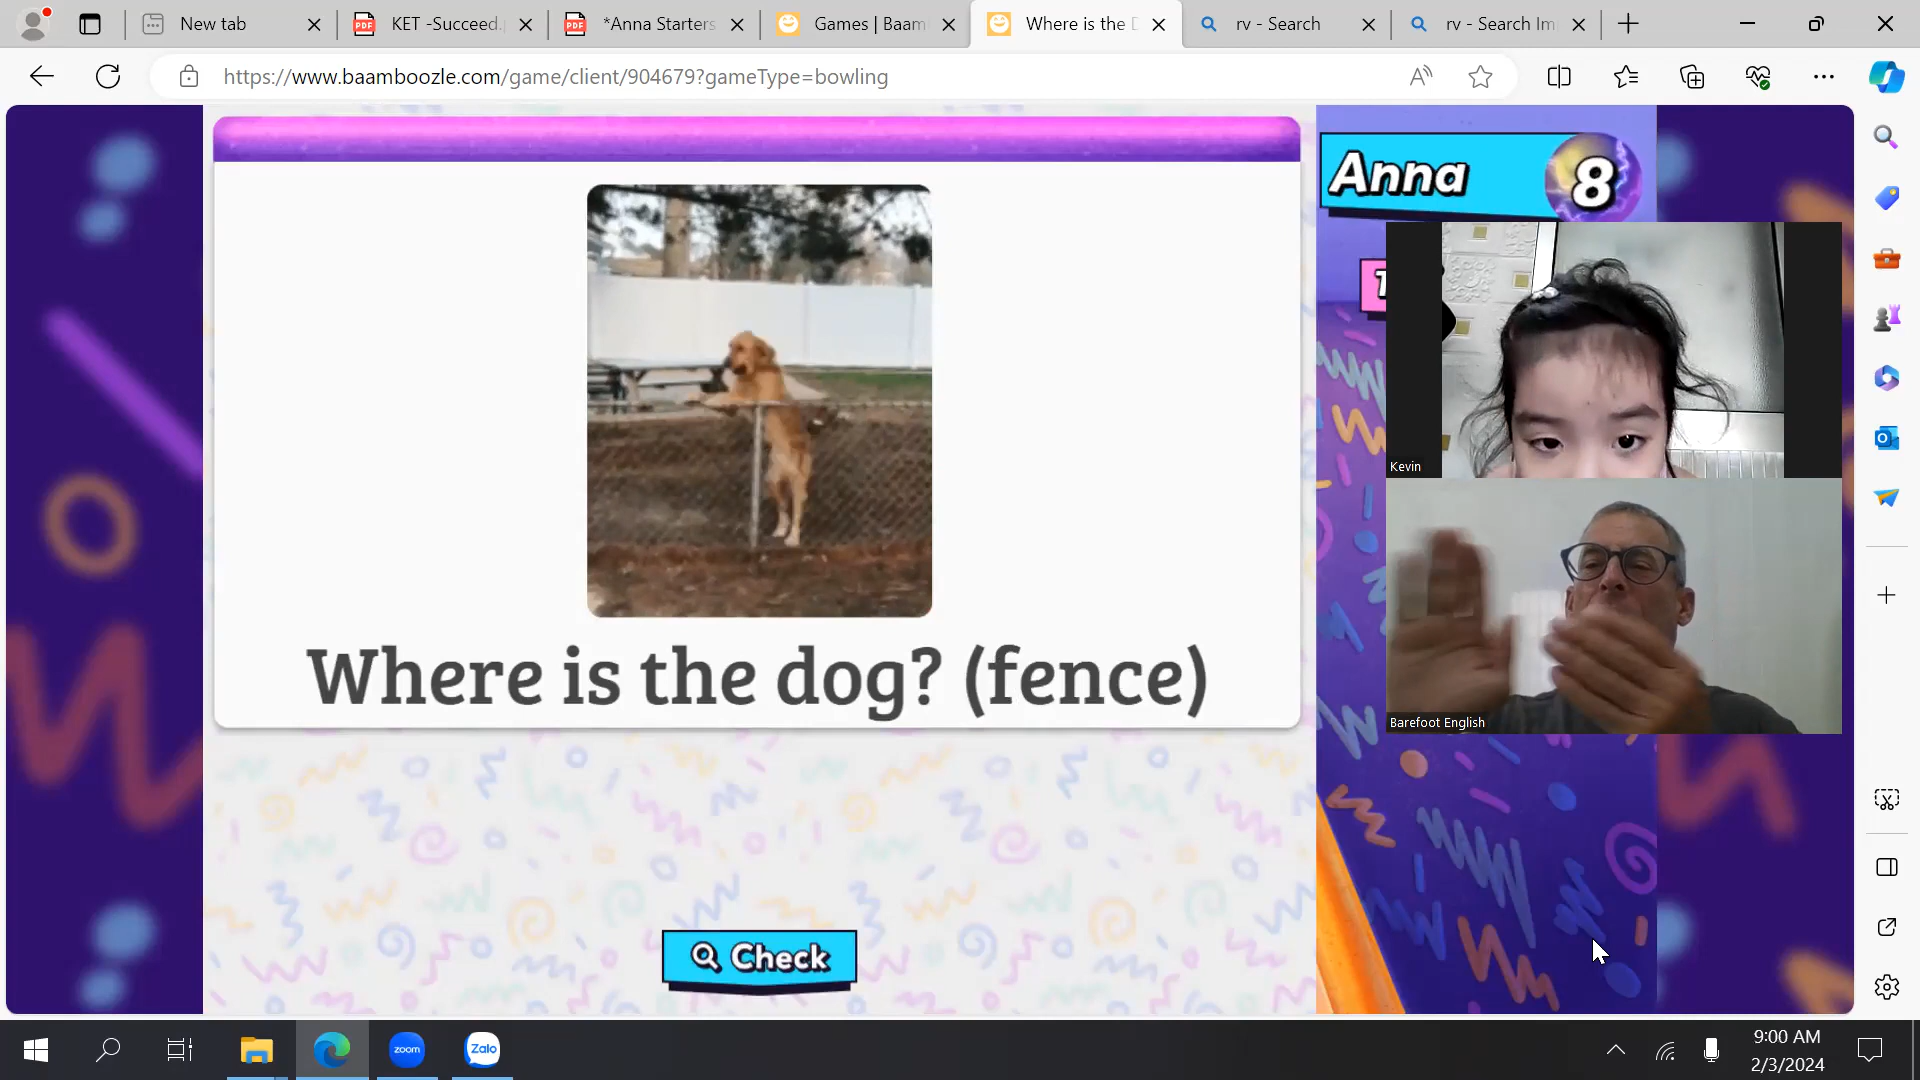 New tab
KET -Succeed.
*Anna Starters
Games | Baam
Where is the D
rv - Search
rv - Search Im
https://www.baamboozle.com/game/client/904679?gameType=bowling
Anna 8
Kevin
Barefoot English
Where is the dog? (fence)
Check
zoom
Zalo
9:00 AM
2/3/2024